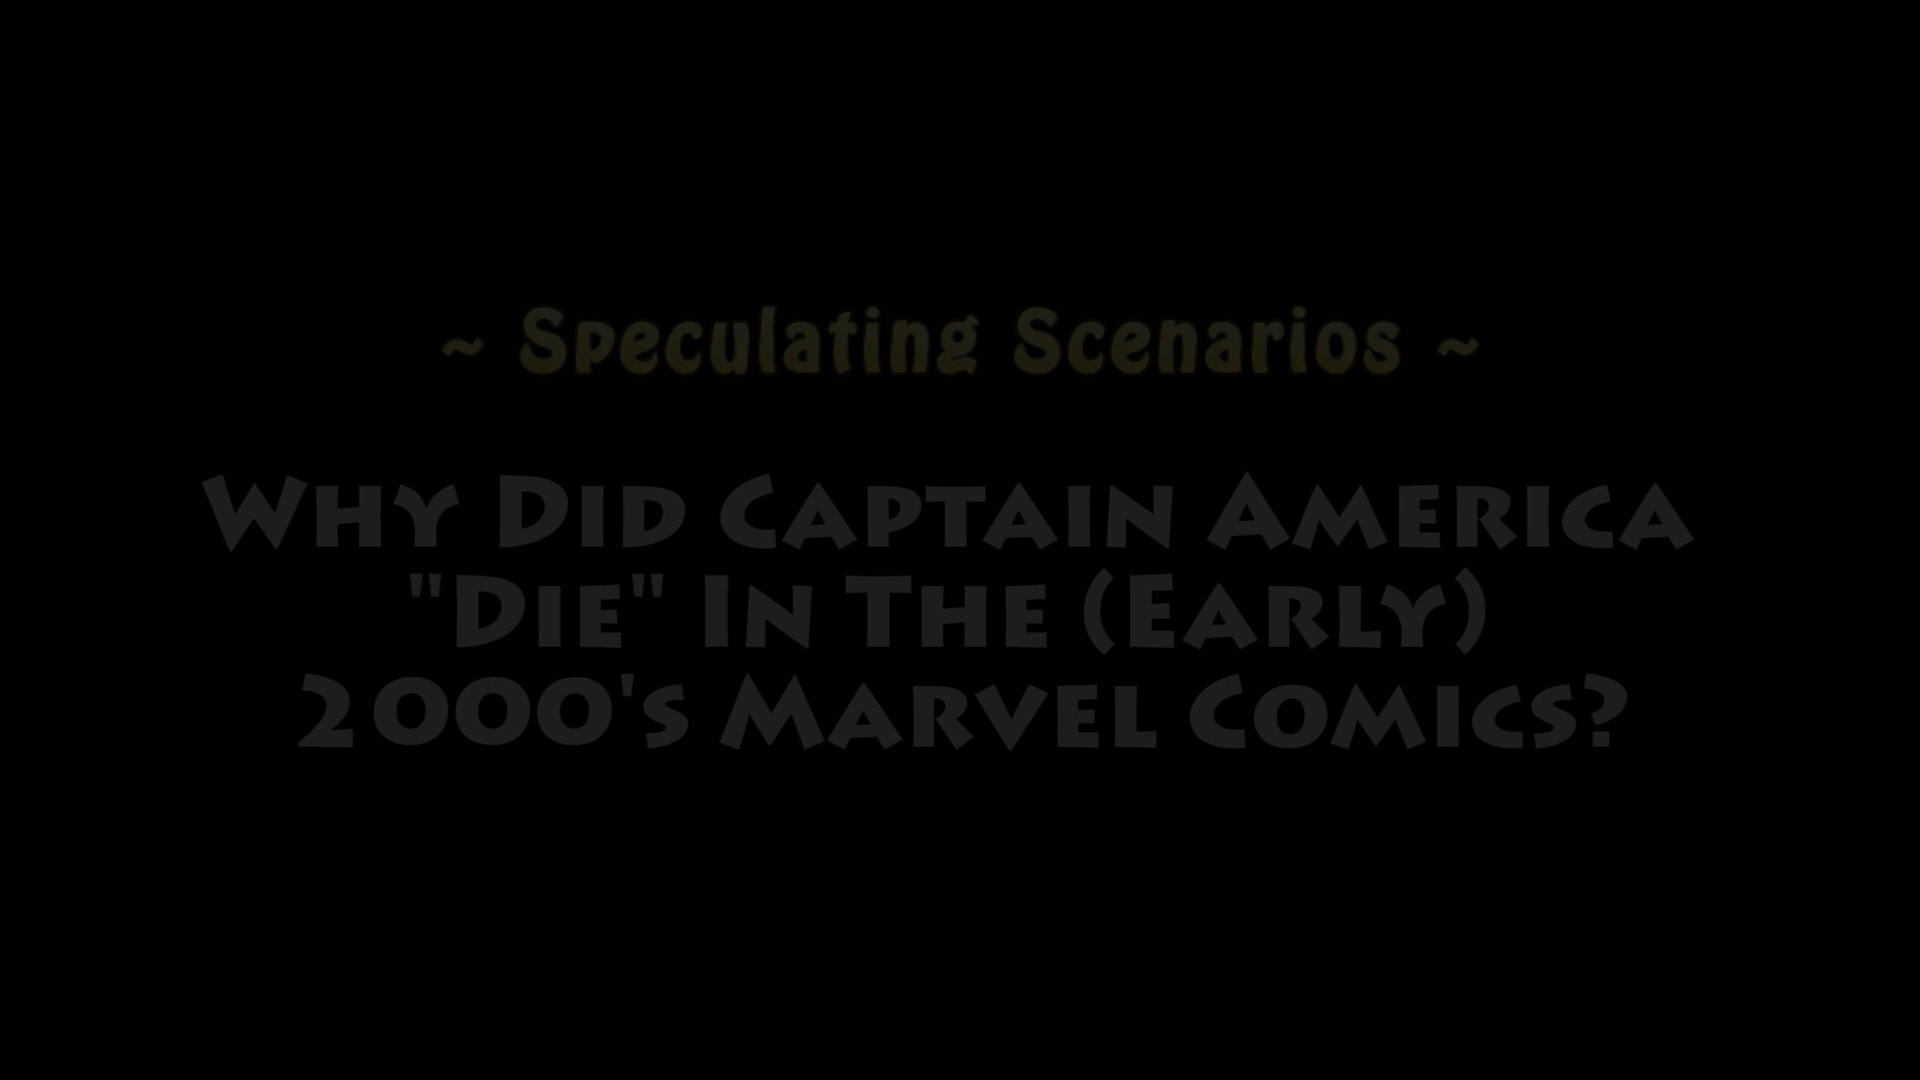 ~ Speculating Scenarios ~
Why Did Captain America
"Die" In The (Early)
2000's Marvel Comics?